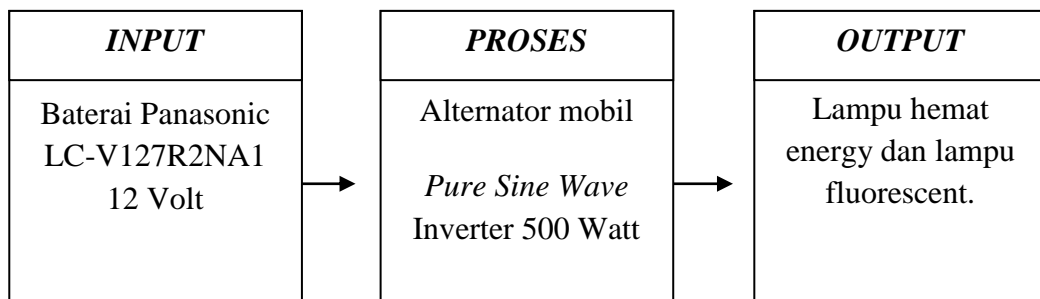 INPUT
Baterai Panasonic
LC-V127R2NA1
12 Volt
PROSES
Alternator mobil
Pure Sine Wave
Inverter 500 Watt
OUTPUT
Lampu hemat
energy dan lampu
fluorescent.